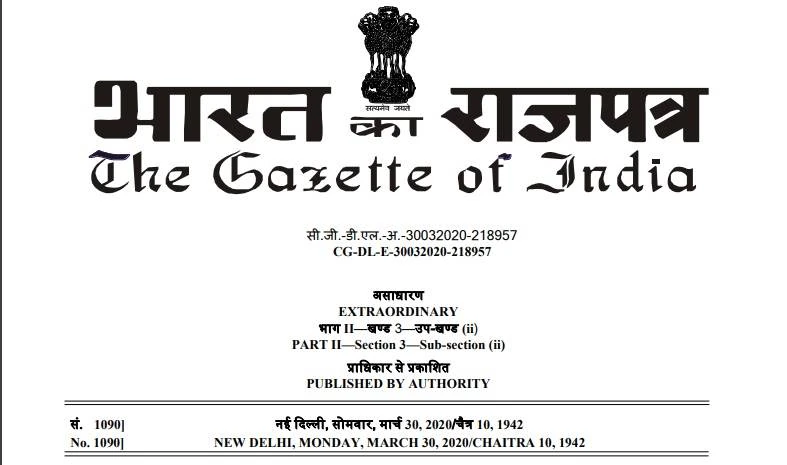 सत्यमेव जयते
भारत का राजपत्र
The Gazette of India
सी.जी.-डी.एल.-अ.-30032020-218957
CG-DL-E-30032020-218957
असाधारण
EXTRAORDINARY
भाग II—खण्ड 3—उप-खण्ड (ii)
PART II—Section 3—Sub-section (ii)
प्राधिकार से प्रकाशित
PUBLISHED BY AUTHORITY
सं. 1090] नई दिल्ली, सोमवार, मार्च 30, 2020/चैत्र 10, 1942
No. 1090] NEW DELHI, MONDAY, MARCH 30, 2020/CHAITRA 10, 1942